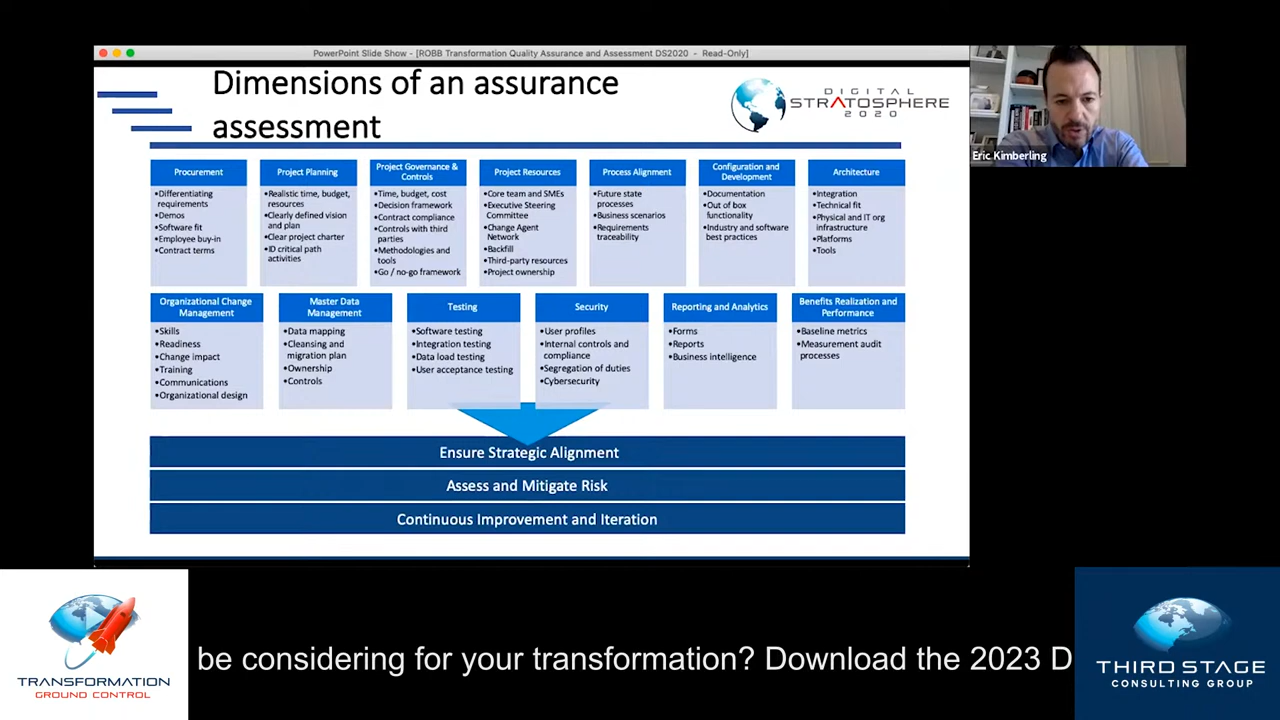 PowerPoint Slide Show - [ROBB Transformation Quality Assurance and Assessment DS2020 - Read-Only]
Dimensions of an assurance
assessment
DIGITAL
STRATOSPHERE
2020
Eric Kimberling
Procurement
•Differentiating
requirements
•Demos
•Software fit
•Employee buy-in
•Contract terms
Project Planning
•Realistic time, budget,
resources
•Clearly defined vision
and plan
•Clear project charter
•ID critical path
activities
Project Governance &
Controls
•Time, budget, cost
•Decision framework
•Contract compliance
•Controls with third
parties
•Methodologies and
tools
•Go / no-go framework
Project Resources
•Core team and SMEs
•Executive Steering
Committee
•Change Agent
Network
•Backfill
•Third-party resources
•Project ownership
Process Alignment
•Future state
processes
•Business scenarios
•Requirements
traceability
Configuration and
Development
•Documentation
•Out of box
functionality
•Industry and software
best practices
Architecture
•Integration
•Technical fit
•Physical and IT org
infrastructure
•Platforms
•Tools
Organizational Change
Management
•Skills
•Readiness
•Change impact
•Training
•Communications
•Organizational design
Master Data
Management
•Data mapping
•Cleansing and
migration plan
•Ownership
•Controls
Testing
•Software testing
•Integration testing
•Data load testing
•User acceptance testing
Security
•User profiles
•Internal controls and
compliance
•Segregation of duties
•Cybersecurity
Reporting and Analytics
•Forms
•Reports
•Business intelligence
Benefits Realization and
Performance
•Baseline metrics
•Measurement audit
processes
Ensure Strategic Alignment
Assess and Mitigate Risk
Continuous Improvement and Iteration
TRANSFORMATION
GROUND CONTROL
be considering for your transformation? Download the 2023 D
THIRD STAGE
CONSULTING GROUP